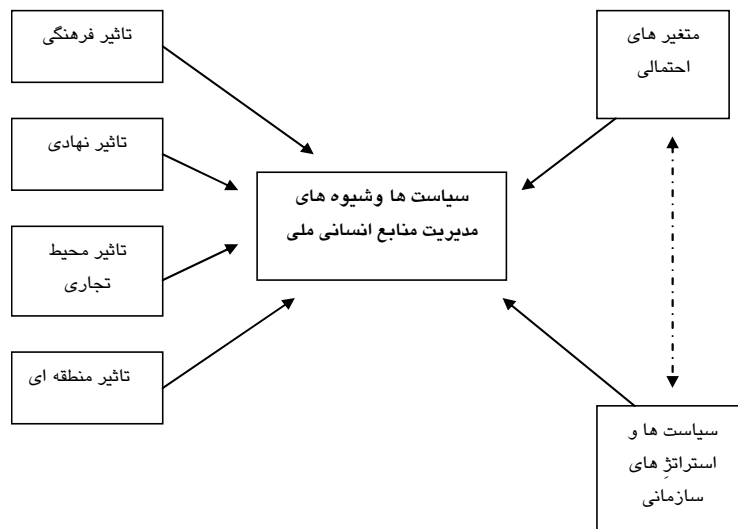 تاثیر فرهنگی
متغیر های
احتمالی
تاثیر نهادی
سیاست ها وشیوه های
مدیریت منابع انسانی ملی
تاثیر محیط
تجاری
تاثیر منطقه ای
سیاست ها و
استراتژِ های
سازمانی